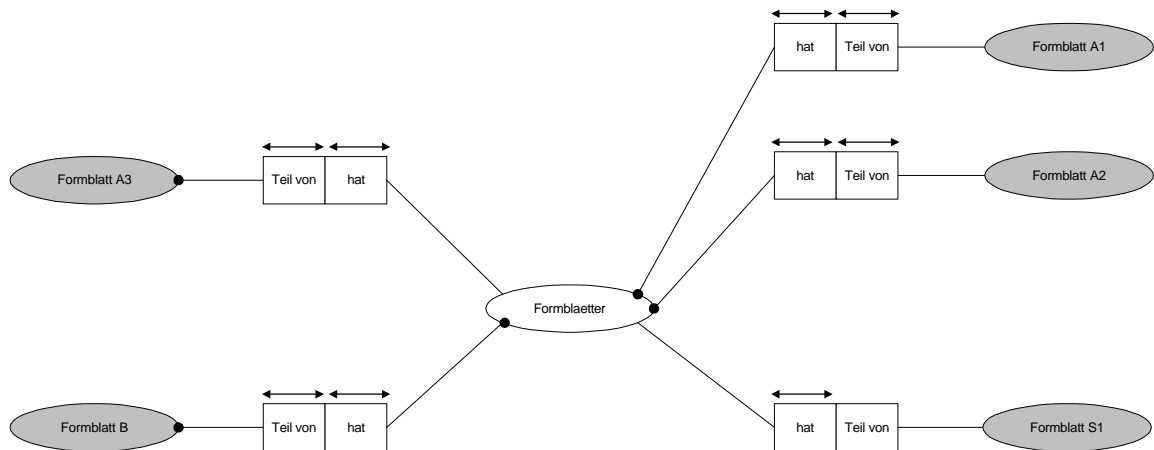 hat
Teil von
Formblatt A1
Formblatt A3
Teil von
hat
hat
Teil von
Formblatt A2
Formblaetter
Formblatt B
Teil von
hat
hat
Teil von
Formblatt S1